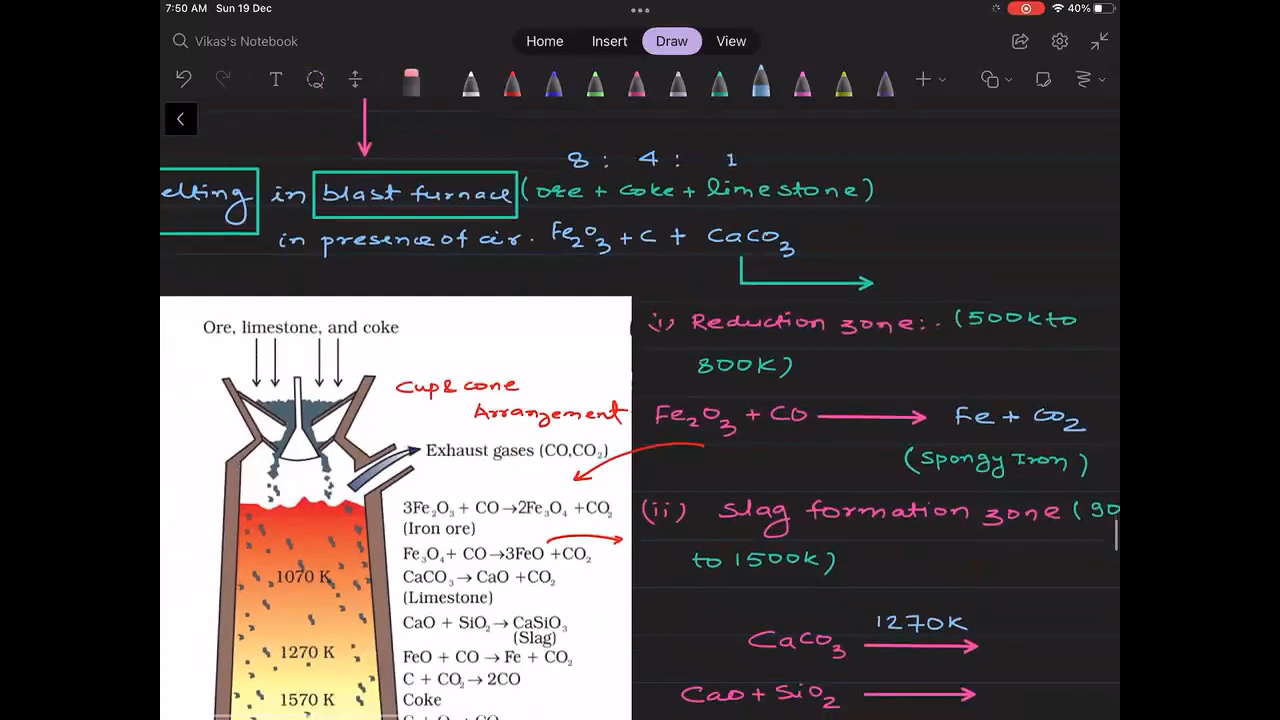 7:50 AM Sun 19 Dec
40%
Vikas's Notebook
Home Insert Draw View
8 : 4 : 1
elting in blast furnace (ore + coke + limestone)
in presence of air. Fe₂O₃ + C + CaCO₃
Ore, limestone, and coke
Cup & cone
Arrangement
Exhaust gases (CO,CO₂)
3Fe₂O₃ + CO→2Fe₃O₄ +CO₂
(Iron ore)
Fe₃O₄+ CO→3FeO +CO₂
1070 K
CaCO₃→ CaO +CO₂
(Limestone)
CaO + SiO₂→ CaSiO₃
(Slag)
1270 K
FeO + CO → Fe + CO₂
C + CO₂→ 2CO
1570 K
Coke
i) Reduction zone:. (500k to
800K)
Fe₂O₃ + CO → Fe + CO₂
(Spongy Iron)
(ii) Slag formation zone (90
to 1500K)
1270K
CaCO₃ →
CaO + SiO₂ →